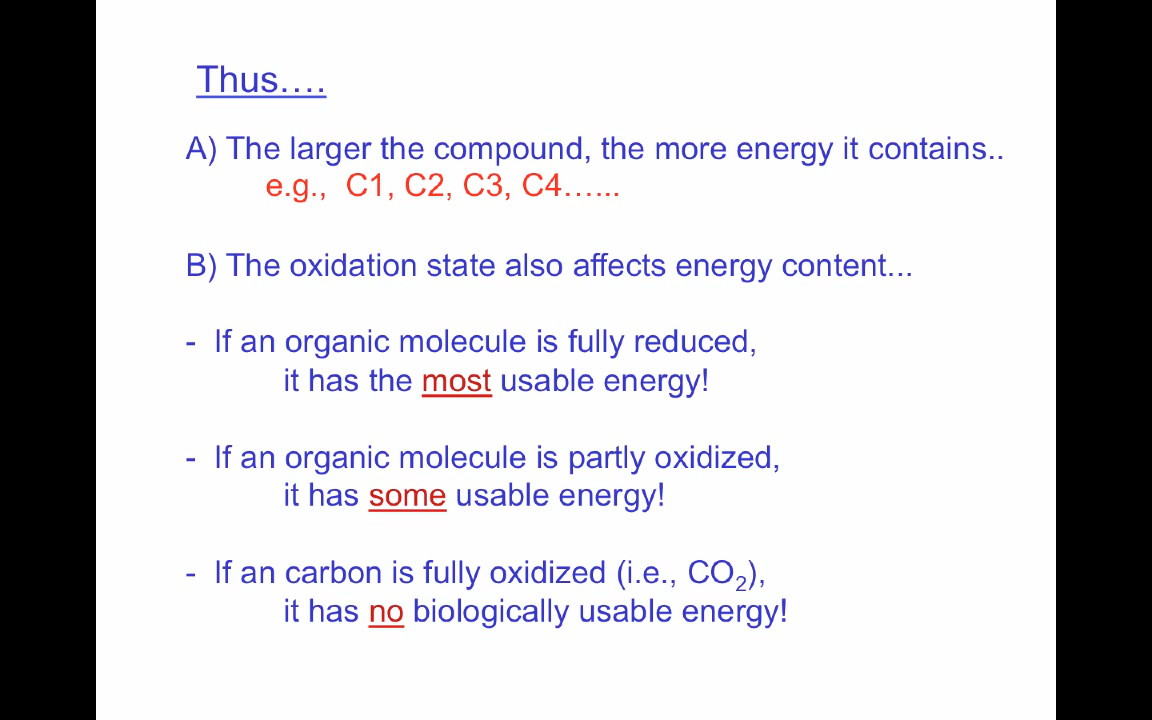 Thus....
A) The larger the compound, the more energy it contains..
e.g., C1, C2, C3, C4…...
B) The oxidation state also affects energy content...
- If an organic molecule is fully reduced,
it has the most usable energy!
- If an organic molecule is partly oxidized,
it has some usable energy!
- If an carbon is fully oxidized (i.e., CO₂),
it has no biologically usable energy!